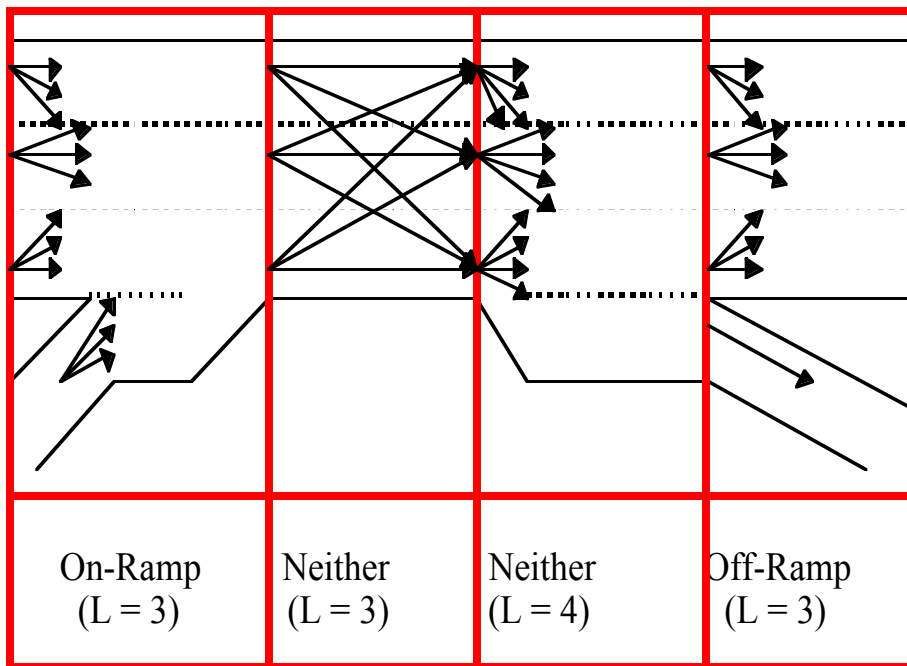 On-Ramp
(L = 3)
Neither
(L = 3)
Neither
(L = 4)
Off-Ramp
(L = 3)